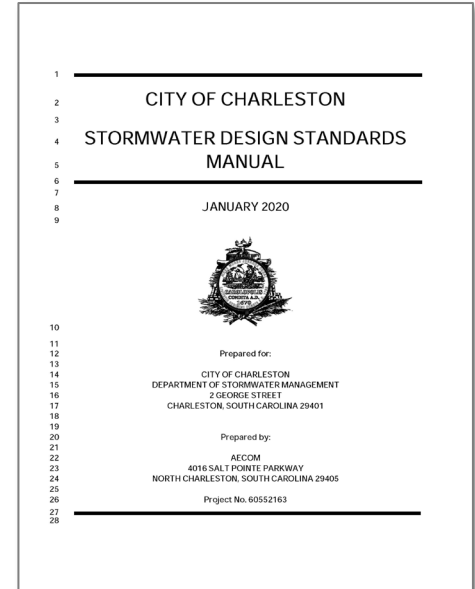 1
2 CITY OF CHARLESTON
3
4 STORMWATER DESIGN STANDARDS
5 MANUAL
6
7
8 JANUARY 2020
9
CAROLOPOLIS
CONDITA A.D.
1670
10
11
12 Prepared for:
13
14 CITY OF CHARLESTON
15 DEPARTMENT OF STORMWATER MANAGEMENT
16 2 GEORGE STREET
17 CHARLESTON, SOUTH CAROLINA 29401
18
19
20 Prepared by:
21
22 AECOM
23 4016 SALT POINTE PARKWAY
24 NORTH CHARLESTON, SOUTH CAROLINA 29405
25
26 Project No. 60552163
27
28